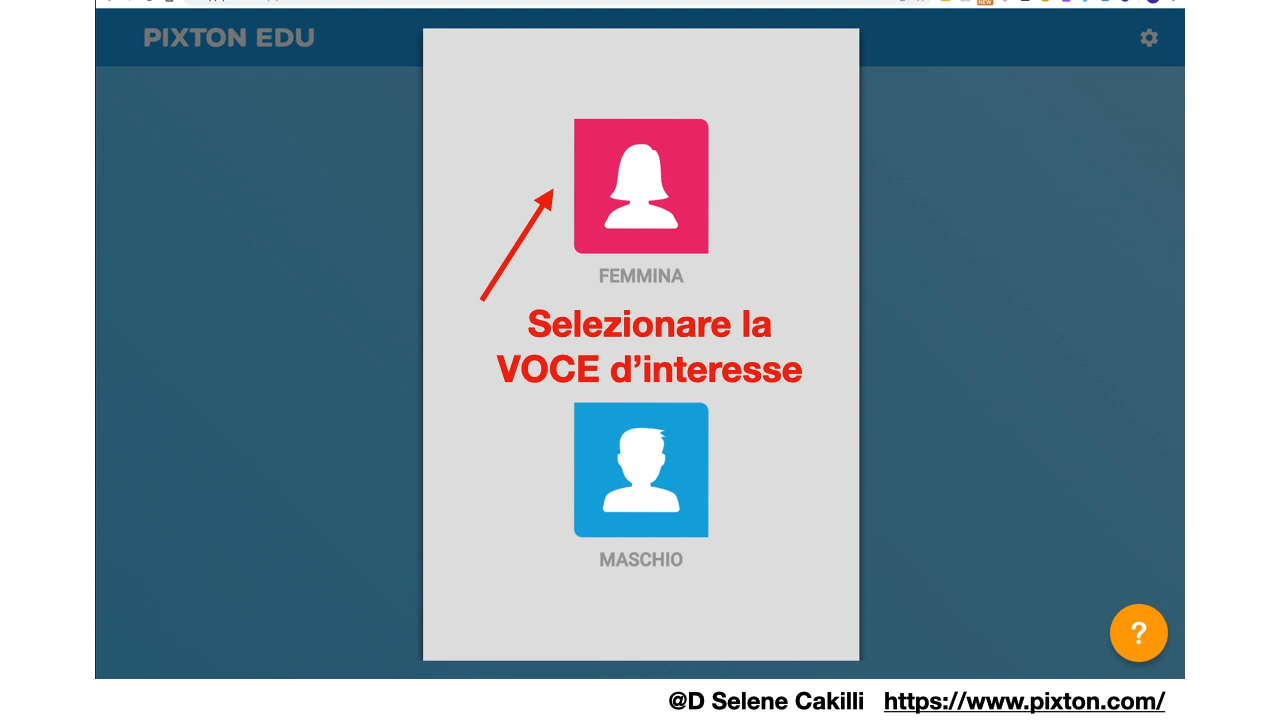 PIXTON EDU
FEMMINA
Selezionare la
VOCE d’interesse
MASCHIO
?
@D Selene Cakilli https://www.pixton.com/